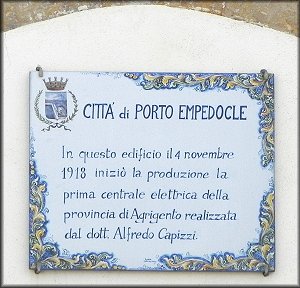 CITTÁ di PORTO EMPEDOCLE
In questo edificio il 4 novembre
1918 iniziò la produzione la
prima centrale elettrica della
provincia di Agrigento realizzata
dal dott. Alfredo Capizzi.